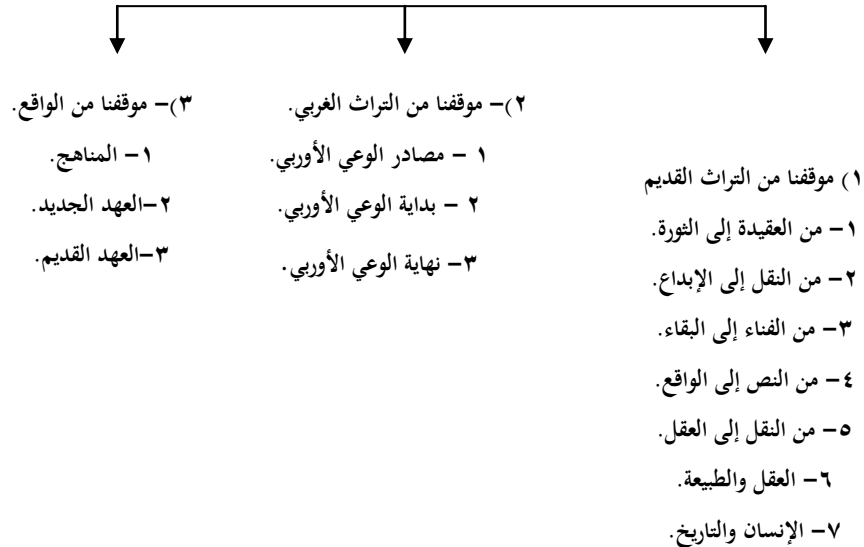 ١) موقفنا من التراث القديم
١- من العقيدة إلى الثورة.
٢- من النقل إلى الإبداع.
٣- من الفناء إلى البقاء.
٤- من النص إلى الواقع.
٥- من النقل إلى العقل.
٦- العقل والطبيعة.
٧- الإنسان والتاريخ.
٢)- موقفنا من التراث الغربي.
١ - مصادر الوعي الأوربي.
٢ - بداية الوعي الأوربي.
٣- نهاية الوعي الأوربي.
٣)- موقفنا من الواقع.
١- المناهج.
٢-العهد الجديد.
٣-العهد القديم.